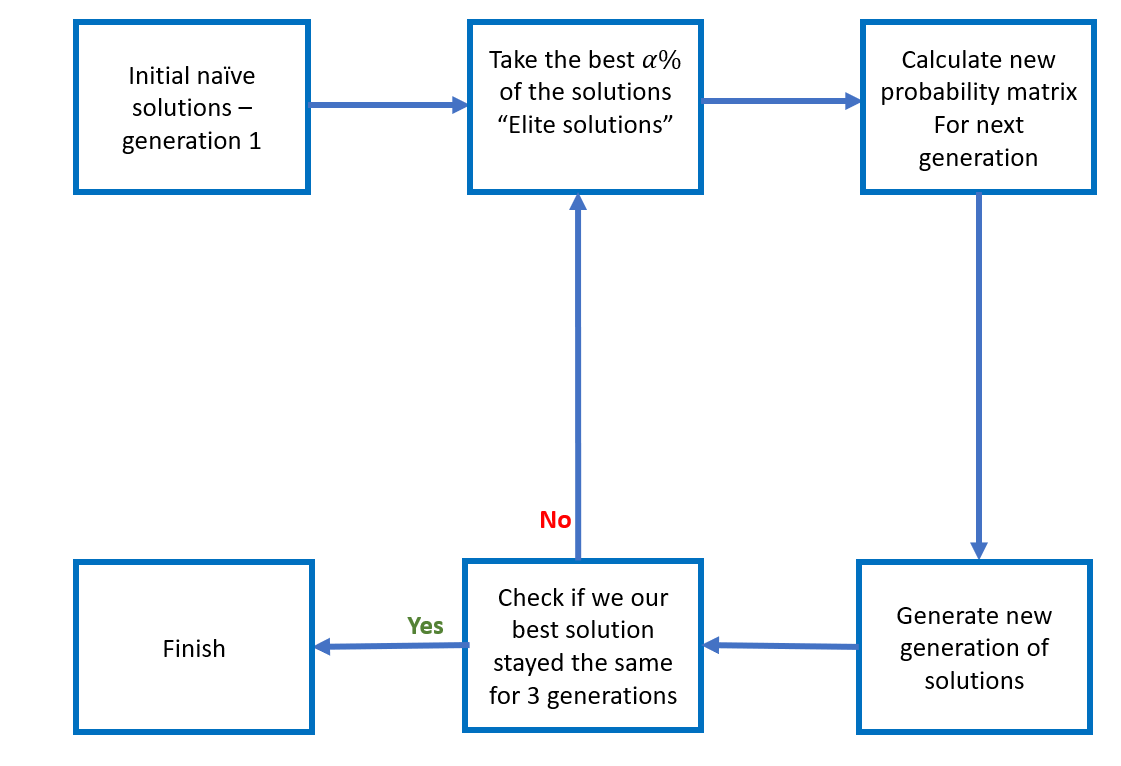 Initial naïve
solutions –
generation 1
Take the best 𝛼%
of the solutions
“Elite solutions”
Calculate new
probability matrix
For next
generation
No
Yes
Finish
Check if we our
best solution
stayed the same
for 3 generations
Generate new
generation of
solutions